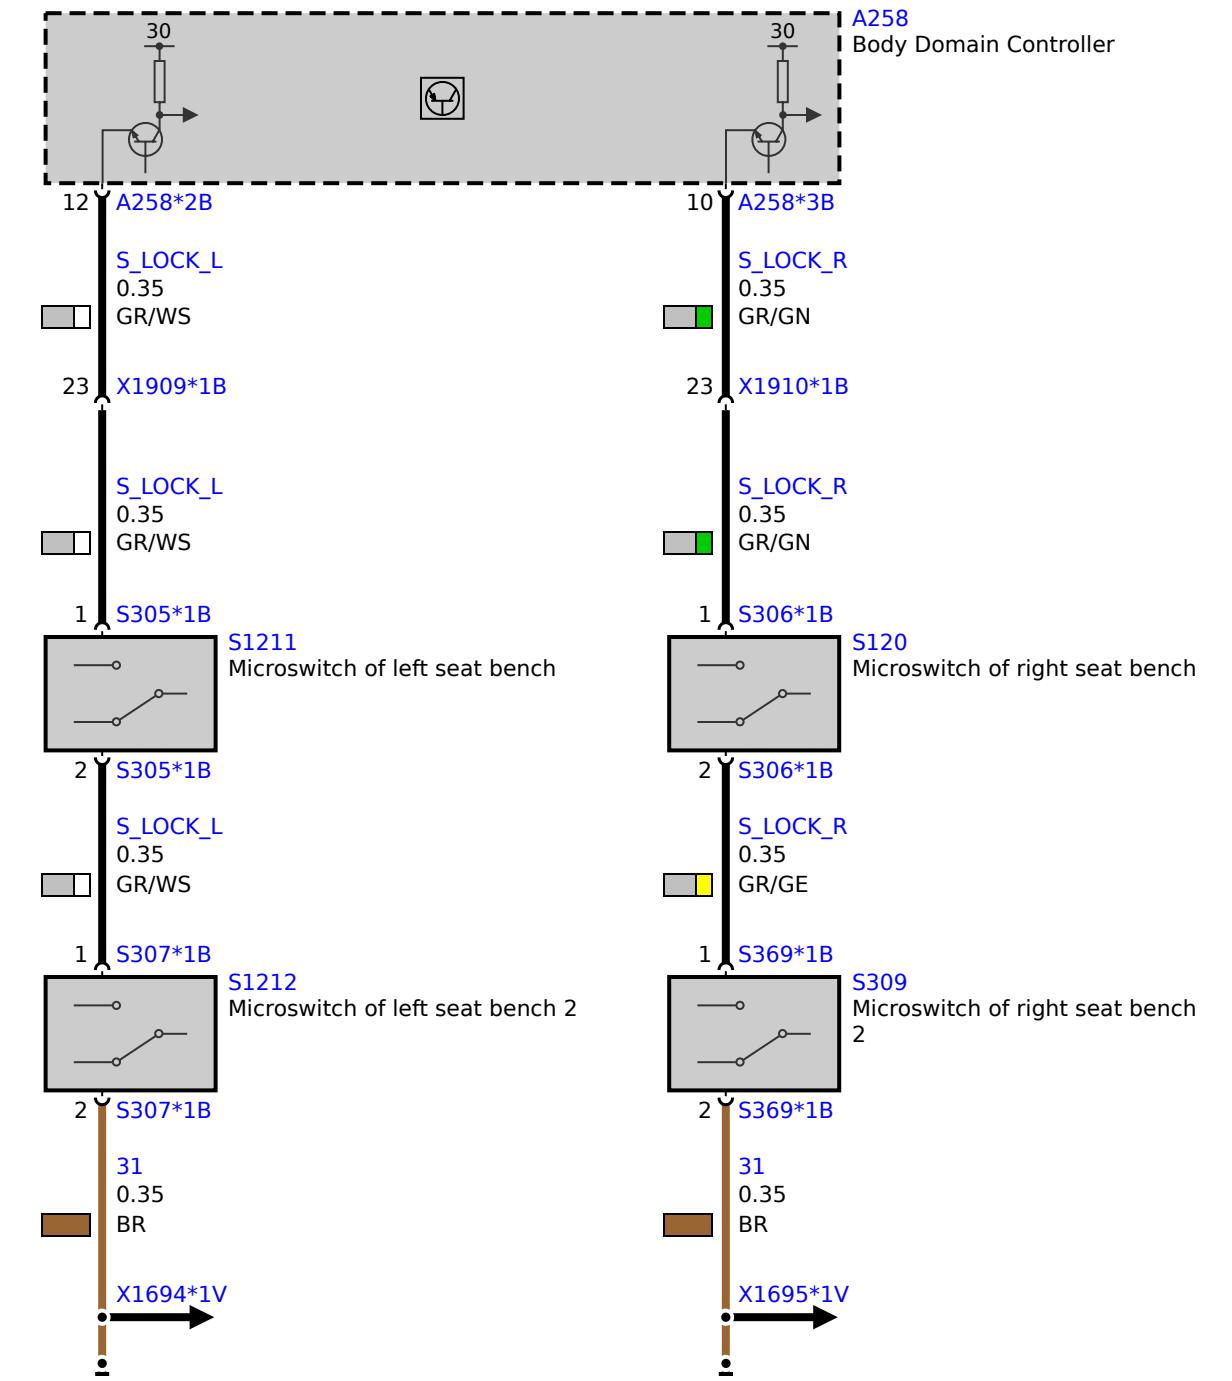 30
30
A258
Body Domain Controller
12 A258*2B
10 A258*3B
S_LOCK_L
0.35
GR/WS
S_LOCK_R
0.35
GR/GN
23 X1909*1B
23 X1910*1B
S_LOCK_L
0.35
GR/WS
S_LOCK_R
0.35
GR/GN
1 S305*1B
1 S306*1B
S1211
Microswitch of left seat bench
S120
Microswitch of right seat bench
2 S305*1B
2 S306*1B
S_LOCK_L
0.35
GR/WS
S_LOCK_R
0.35
GR/GE
1 S307*1B
1 S369*1B
S1212
Microswitch of left seat bench 2
S309
Microswitch of right seat bench
2
2 S307*1B
2 S369*1B
31
0.35
BR
31
0.35
BR
X1694*1V
X1695*1V